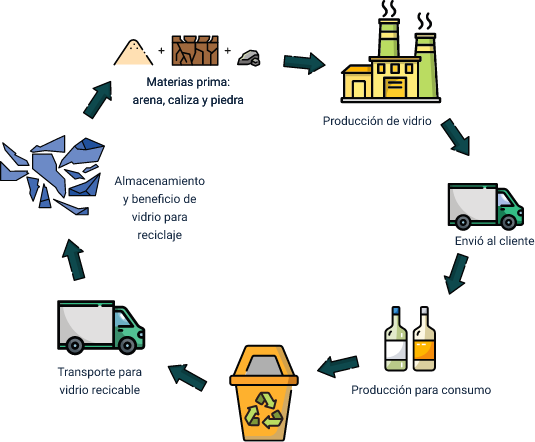 + +
Materias prima:
arena, caliza y piedra
Producción de vidrio
Envió al cliente
Producción para consumo
Transporte para
vidrio recicable
Almacenamiento
y beneficio de
vidrio para
reciclaje